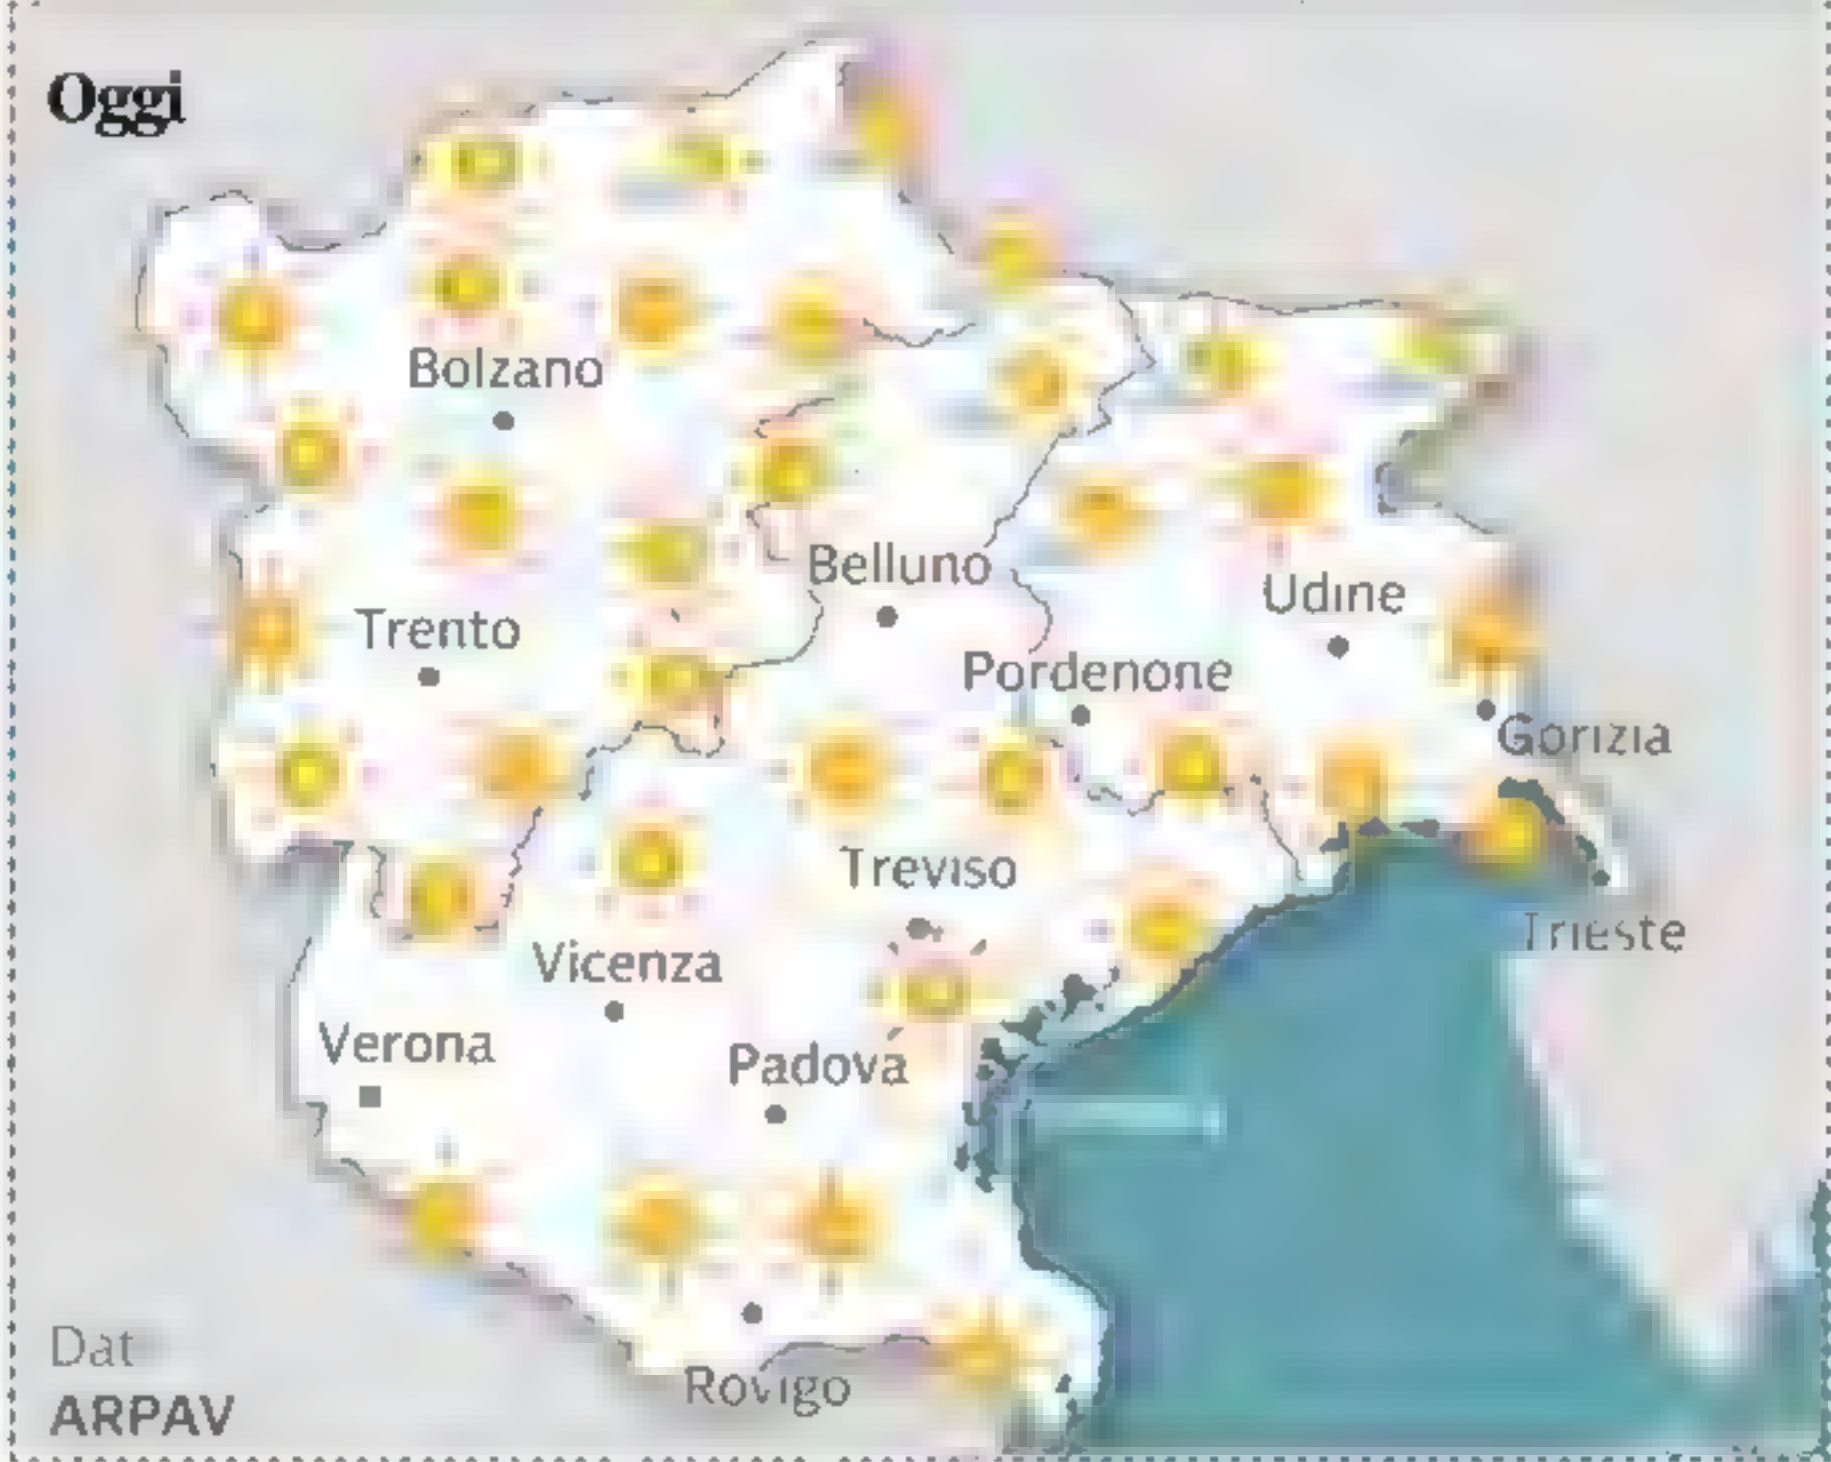 Oggi
Bolzano
Belluno
Udine
Trento
Pordenone
Gorizia
Treviso
Trieste
Vicenza
Verona
Padova
Rovigo
Dat
ARPAV